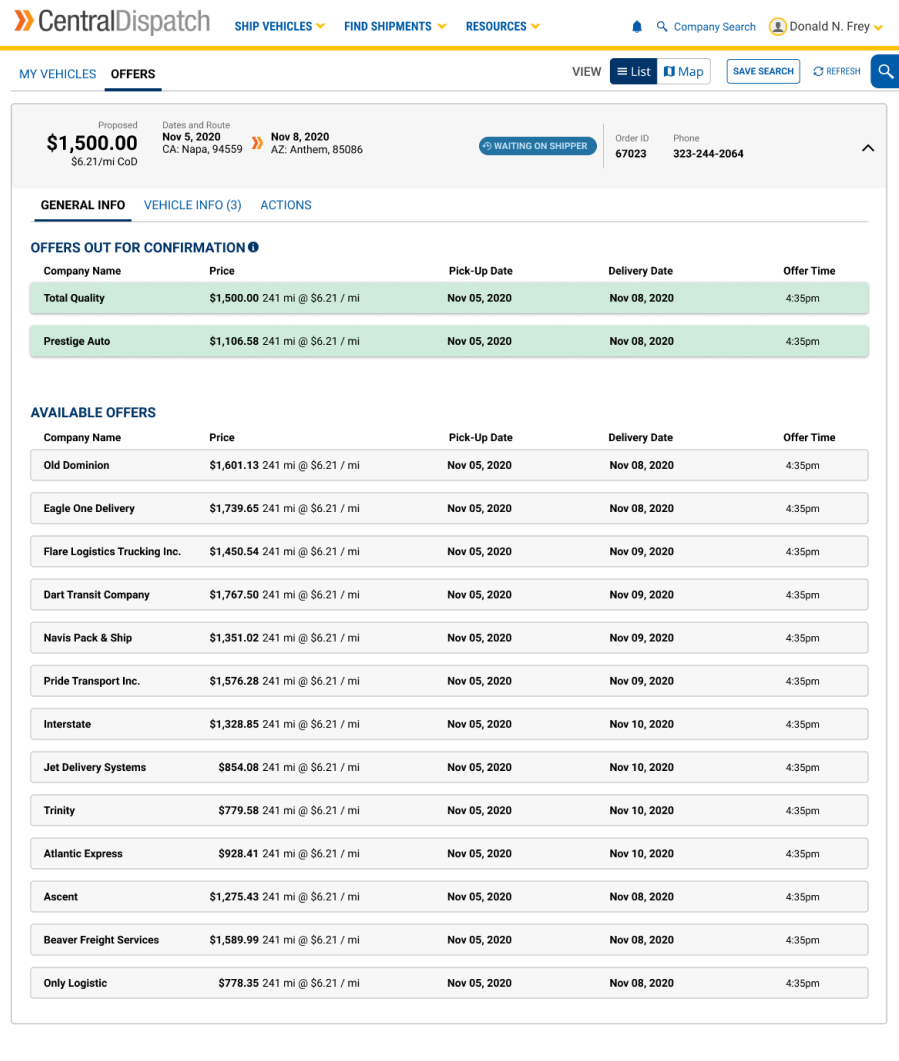 CentralDispatch SHIP VEHICLES FIND SHIPMENTS RESOURCES Company Search Donald N. Frey
MY VEHICLES OFFERS VIEW List Map SAVE SEARCH REFRESH
Proposed Dates and Route
$1,500.00 Nov 5, 2020 Nov 8, 2020 WAITING ON SHIPPER Order ID Phone
$6.21/mi CoD CA: Napa, 94559 AZ: Anthem, 85086 67023 323-244-2064
GENERAL INFO VEHICLE INFO (3) ACTIONS
OFFERS OUT FOR CONFIRMATION
Company Name Price Pick-Up Date Delivery Date Offer Time
Total Quality $1,500.00 241 mi @ $6.21 / mi Nov 05, 2020 Nov 08, 2020 4:35pm
Prestige Auto $1,106.58 241 mi @ $6.21 / mi Nov 05, 2020 Nov 08, 2020 4:35pm
AVAILABLE OFFERS
Company Name Price Pick-Up Date Delivery Date Offer Time
Old Dominion $1,601.13 241 mi @ $6.21 / mi Nov 05, 2020 Nov 08, 2020 4:35pm
Eagle One Delivery $1,739.65 241 mi @ $6.21 / mi Nov 05, 2020 Nov 08, 2020 4:35pm
Flare Logistics Trucking Inc. $1,450.54 241 mi @ $6.21 / mi Nov 05, 2020 Nov 09, 2020 4:35pm
Dart Transit Company $1,767.50 241 mi @ $6.21 / mi Nov 05, 2020 Nov 09, 2020 4:35pm
Navis Pack & Ship $1,351.02 241 mi @ $6.21 / mi Nov 05, 2020 Nov 09, 2020 4:35pm
Pride Transport Inc. $1,576.28 241 mi @ $6.21 / mi Nov 05, 2020 Nov 09, 2020 4:35pm
Interstate $1,328.85 241 mi @ $6.21 / mi Nov 05, 2020 Nov 10, 2020 4:35pm
Jet Delivery Systems $854.08 241 mi @ $6.21 / mi Nov 05, 2020 Nov 10, 2020 4:35pm
Trinity $779.58 241 mi @ $6.21 / mi Nov 05, 2020 Nov 10, 2020 4:35pm
Atlantic Express $928.41 241 mi @ $6.21 / mi Nov 05, 2020 Nov 10, 2020 4:35pm
Ascent $1,275.43 241 mi @ $6.21 / mi Nov 05, 2020 Nov 08, 2020 4:35pm
Beaver Freight Services $1,589.99 241 mi @ $6.21 / mi Nov 05, 2020 Nov 08, 2020 4:35pm
Only Logistic $778.35 241 mi @ $6.21 / mi Nov 05, 2020 Nov 08, 2020 4:35pm